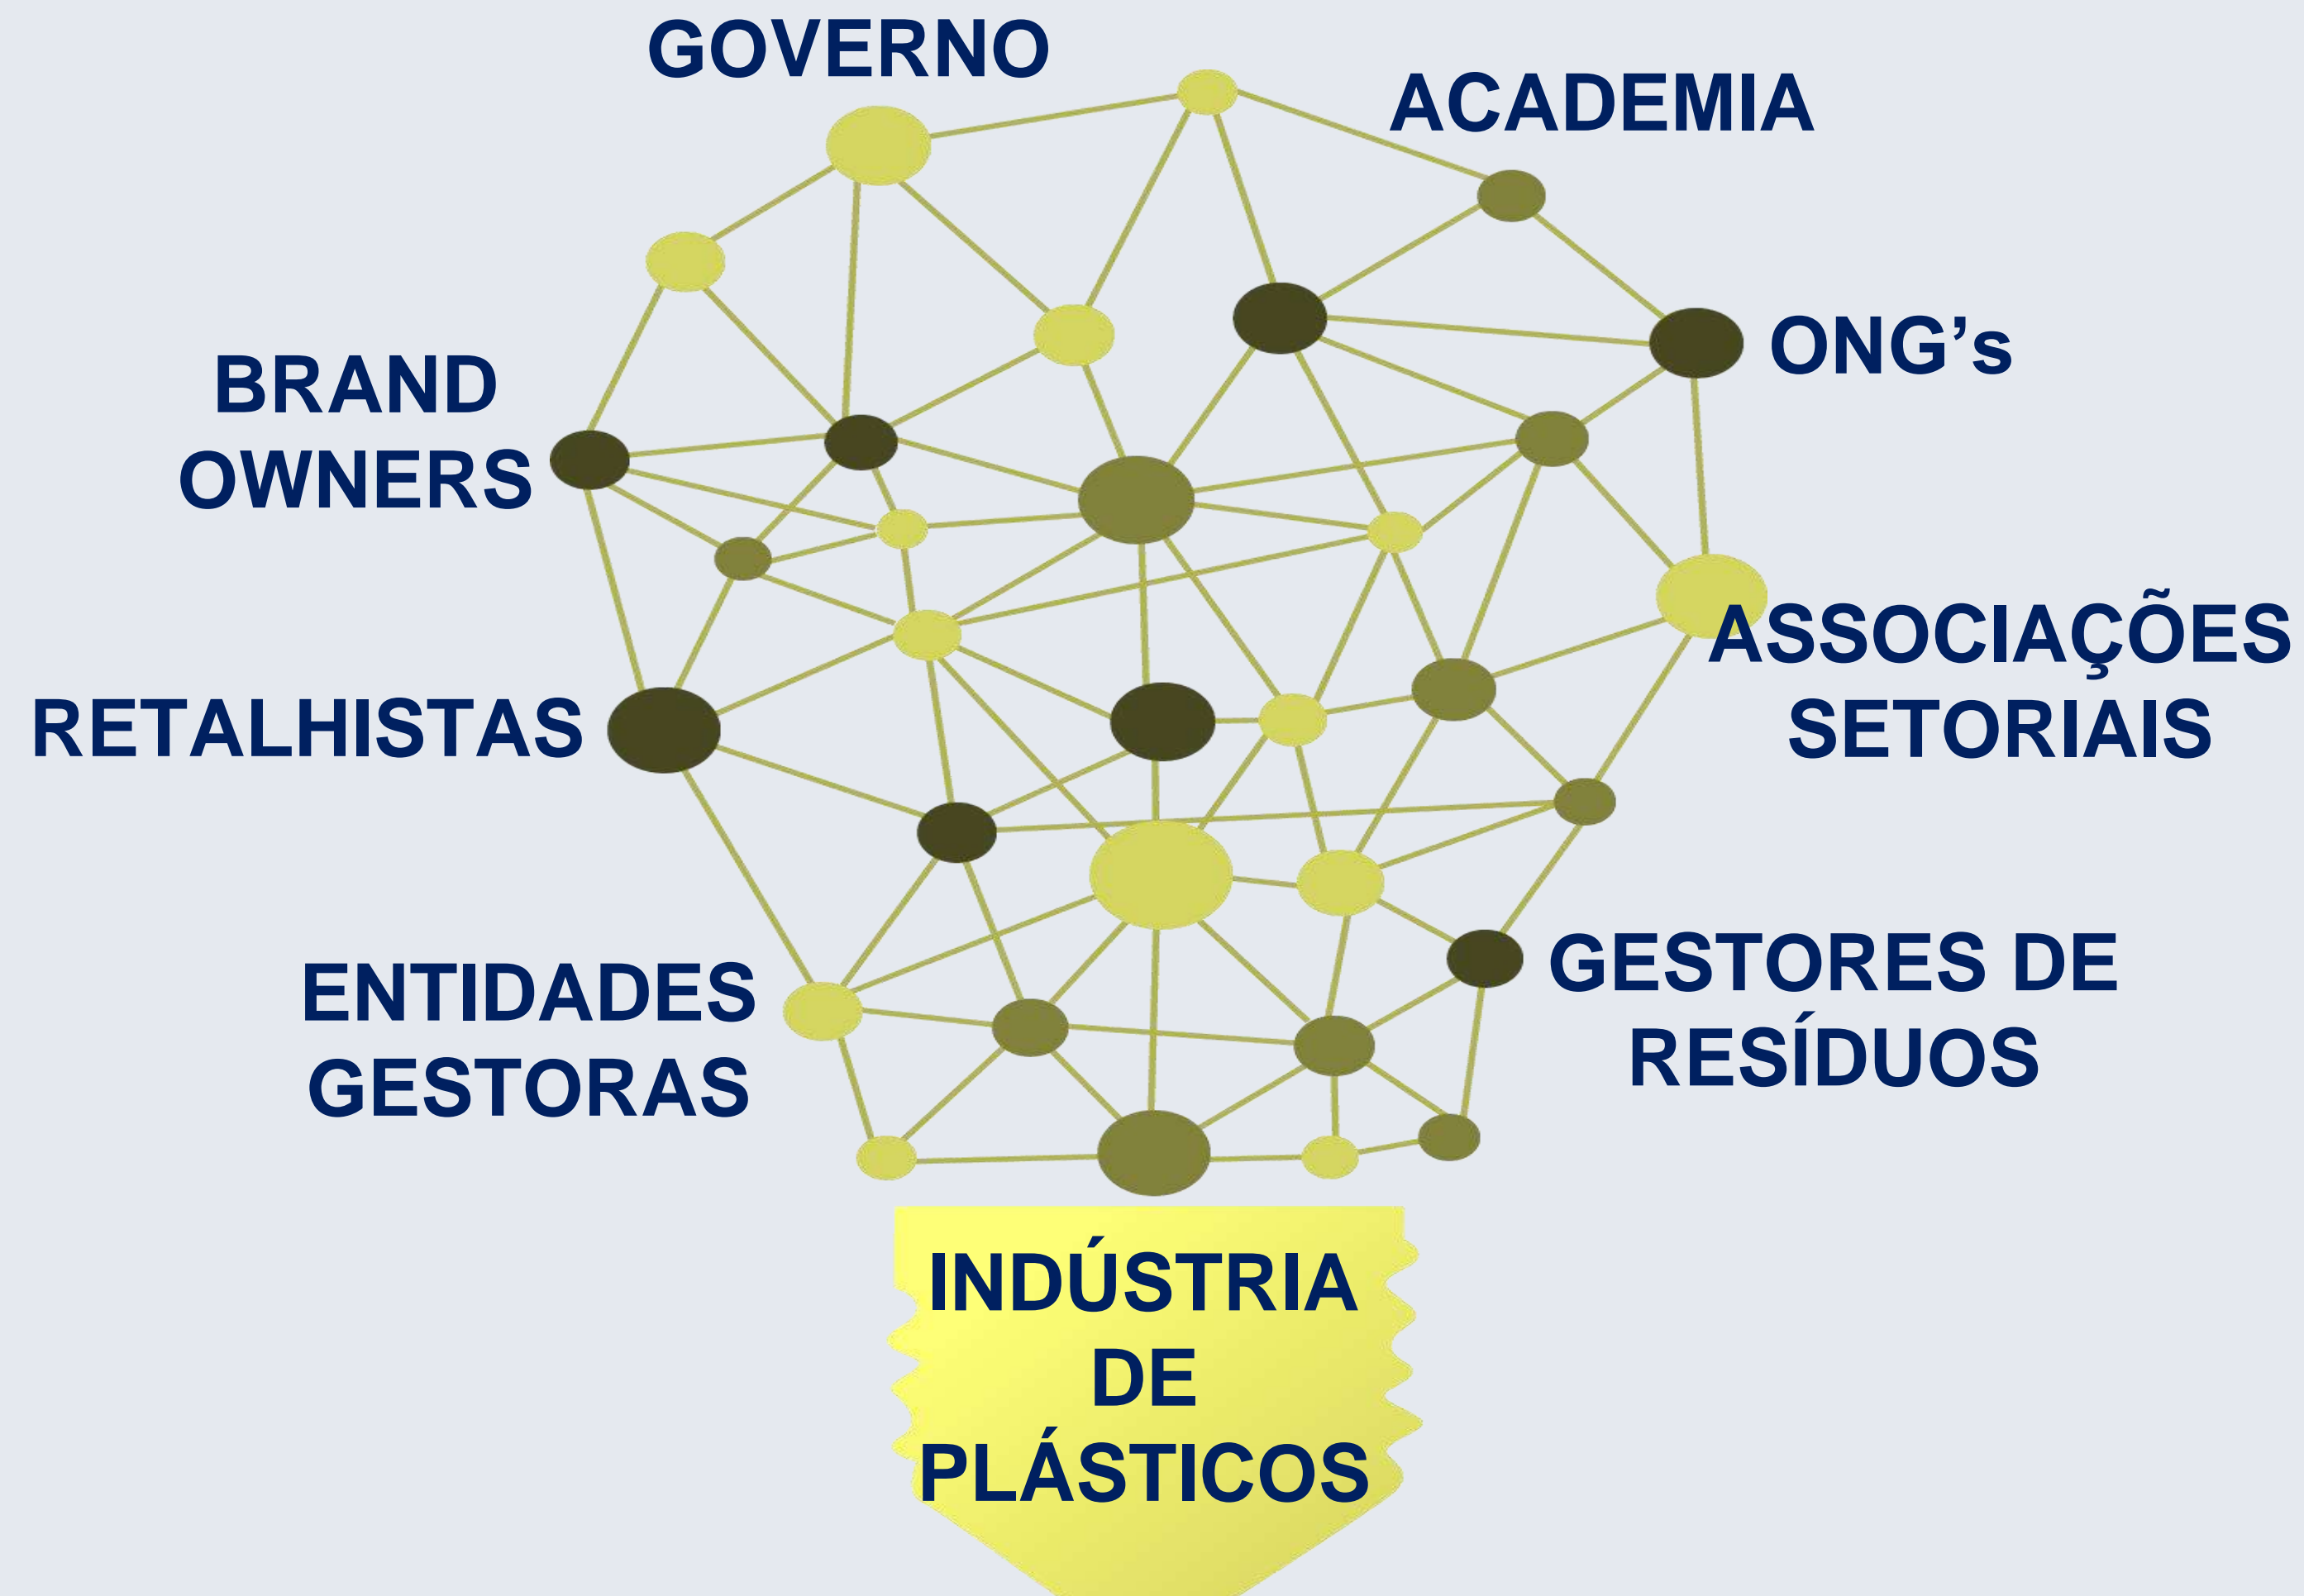 GOVERNO
ACADEMIA
ONG’s
BRAND
OWNERS
ASSOCIAÇÕES
SETORIAIS
RETALHISTAS
GESTORES DE
RESÍDUOS
ENTIDADES
GESTORAS
INDÚSTRIA
DE
PLÁSTICOS